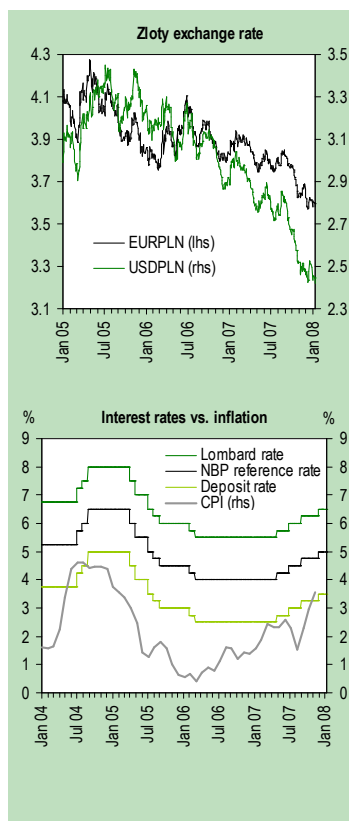 Zloty exchange rate
4.3 3.5
4.1 3.3
3.9 3.1
3.7 2.9
3.5 2.7
3.3 2.5
3.1 2.3
EURPLN (lhs)
USDPLN (rhs)
Jan 05 Jul 05 Jan 06 Jul 06 Jan 07 Jul 07 Jan 08
% Interest rates vs. inflation %
9 9
8 8
7 7
6 6
5 5
4 4
3 3
2 2
1 1
0 0
Lombard rate
NBP reference rate
Deposit rate
CPI (rhs)
Jan 04 Jul 04 Jan 05 Jul 05 Jan 06 Jul 06 Jan 07 Jul 07 Jan 08